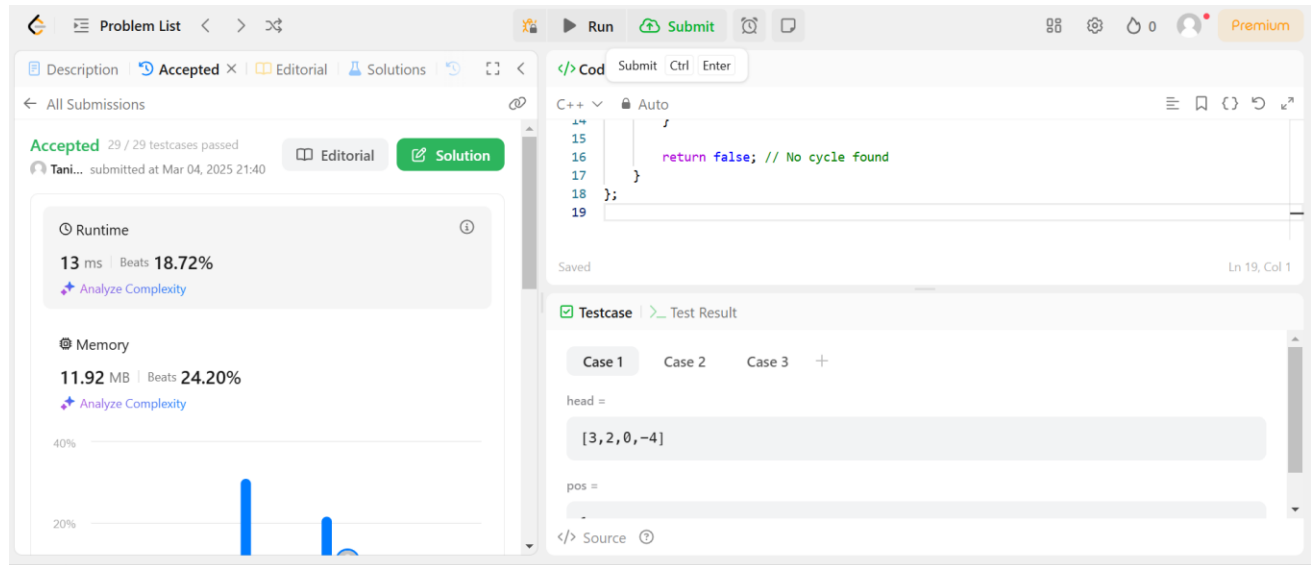 Problem List
Run
Submit
0
Premium
Description
Accepted
Editorial
Solutions
All Submissions
Accepted 29 / 29 testcases passed
Tani... submitted at Mar 04, 2025 21:40
Editorial
Solution
Runtime
13 ms Beats 18.72%
Analyze Complexity
Memory
11.92 MB Beats 24.20%
Analyze Complexity
40%
20%
</> Cod
Submit Ctrl Enter
C++
Auto
14 }
15
16 return false; // No cycle found
17 }
18 };
19
Saved
Ln 19, Col 1
Testcase
>_ Test Result
Case 1
Case 2
Case 3
+
head =
[3,2,0,-4]
pos =
</> Source